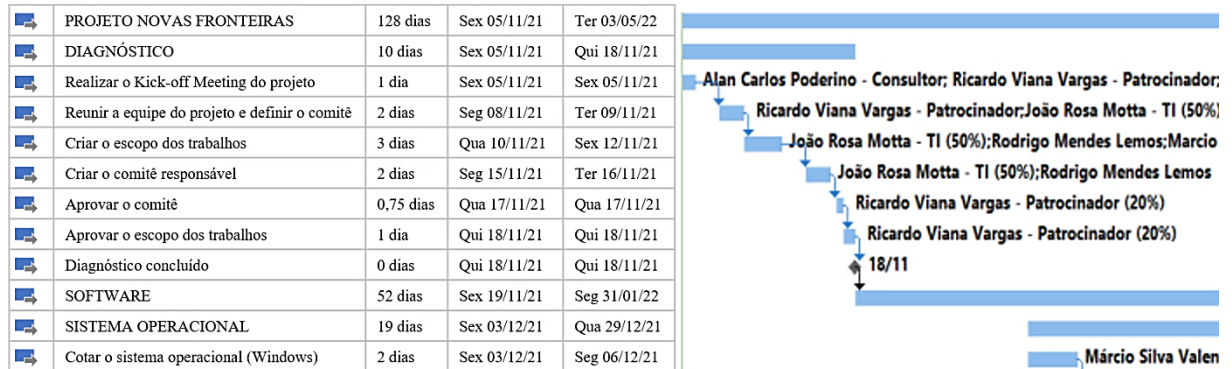 PROJETO NOVAS FRONTEIRAS 128 dias Sex 05/11/21 Ter 03/05/22
DIAGNÓSTICO 10 dias Sex 05/11/21 Qui 18/11/21
Realizar o Kick-off Meeting do projeto 1 dia Sex 05/11/21 Sex 05/11/21 Alan Carlos Poderino - Consultor; Ricardo Viana Vargas - Patrocinador;
Reunir a equipe do projeto e definir o comitê 2 dias Seg 08/11/21 Ter 09/11/21 Ricardo Viana Vargas - Patrocinador;João Rosa Motta - TI (50%)
Criar o escopo dos trabalhos 3 dias Qua 10/11/21 Sex 12/11/21 João Rosa Motta - TI (50%);Rodrigo Mendes Lemos;Marcio
Criar o comitê responsável 2 dias Seg 15/11/21 Ter 16/11/21 João Rosa Motta - TI (50%);Rodrigo Mendes Lemos
Aprovar o comitê 0,75 dias Qua 17/11/21 Qua 17/11/21 Ricardo Viana Vargas - Patrocinador (20%)
Aprovar o escopo dos trabalhos 1 dia Qui 18/11/21 Qui 18/11/21 Ricardo Viana Vargas - Patrocinador (20%)
Diagnóstico concluído 0 dias Qui 18/11/21 Qui 18/11/21 18/11
SOFTWARE 52 dias Sex 19/11/21 Seg 31/01/22
SISTEMA OPERACIONAL 19 dias Sex 03/12/21 Qua 29/12/21
Cotar o sistema operacional (Windows) 2 dias Sex 03/12/21 Seg 06/12/21 Márcio Silva Valen